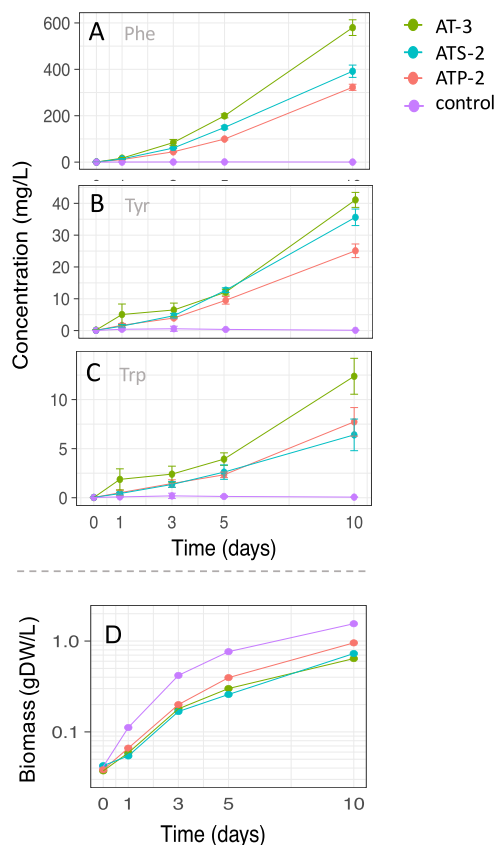 A Phe
600
400
200
0
AT-3
ATS-2
ATP-2
control
Concentration (mg/L)
B Tyr
40
30
20
10
0
C Trp
10
5
0
0 1 3 5 10
Time (days)
D
1.0
0.1
Biomass (gDW/L)
0 1 3 5 10
Time (days)